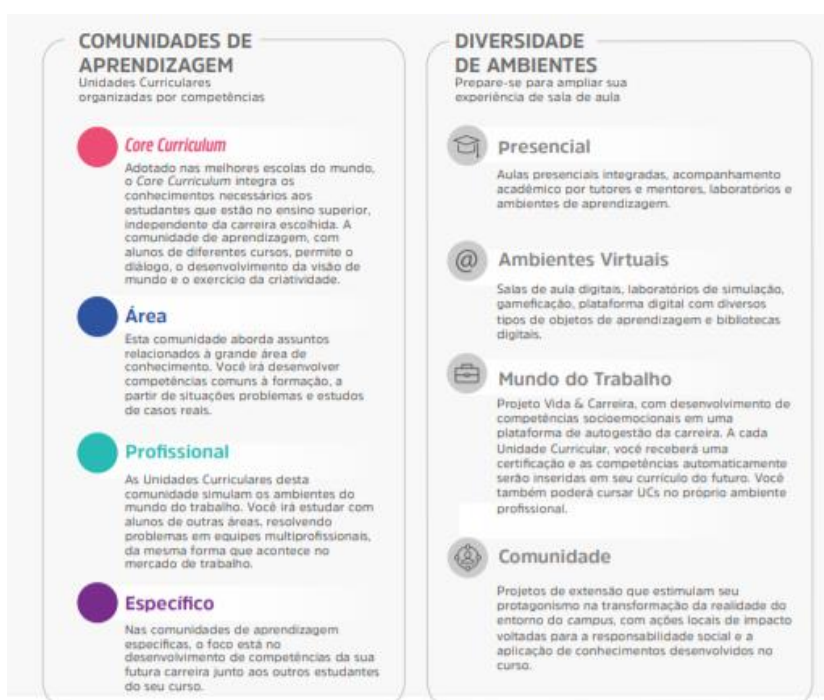 COMUNIDADES DE
APRENDIZAGEM
Unidades Curriculares
organizadas por competências
Core Curriculum
Adotado nas melhores escolas do mundo,
o Core Curriculum integra os
conhecimentos necessários aos
estudantes que estão no ensino superior,
independente da carreira escolhida. A
comunidade de aprendizagem, com
alunos de diferentes cursos, permite o
diálogo, o desenvolvimento da visão de
mundo e o exercício da criatividade.
Área
Esta comunidade aborda assuntos
relacionados à grande área de
conhecimento. Você irá desenvolver
competências comuns à formação, a
partir de situações problemas e estudos
de casos reais.
Profissional
As Unidades Curriculares desta
comunidade simulam os ambientes do
mundo do trabalho. Você irá estudar com
alunos de outras áreas, resolvendo
problemas em equipes multiprofissionais,
da mesma forma que acontece no
mercado de trabalho.
Específico
Nas comunidades de aprendizagem
específicas, o foco está no
desenvolvimento de competências da sua
futura carreira junto aos outros estudantes
do seu curso.
DIVERSIDADE
DE AMBIENTES
Prepare-se para ampliar sua
experiência de sala de aula
Presencial
Aulas presenciais integradas, acompanhamento
acadêmico por tutores e mentores, laboratórios e
ambientes de aprendizagem.
@ Ambientes Virtuais
Salas de aula digitais, laboratórios de simulação,
gameficação, plataforma digital com diversos
tipos de objetos de aprendizagem e bibliotecas
digitais.
Mundo do Trabalho
Projeto Vida & Carreira, com desenvolvimento de
competências socioemocionais em uma
plataforma de autogestão da carreira. A cada
Unidade Curricular, você receberá uma
certificação e as competências automaticamente
serão inseridas em seu currículo do futuro. Você
também poderá cursar UCs no próprio ambiente
profissional.
Comunidade
Projetos de extensão que estimulam seu
protagonismo na transformação da realidade do
entorno do campus, com ações locais de impacto
voltadas para a responsabilidade social e a
aplicação de conhecimentos desenvolvidos no
curso.